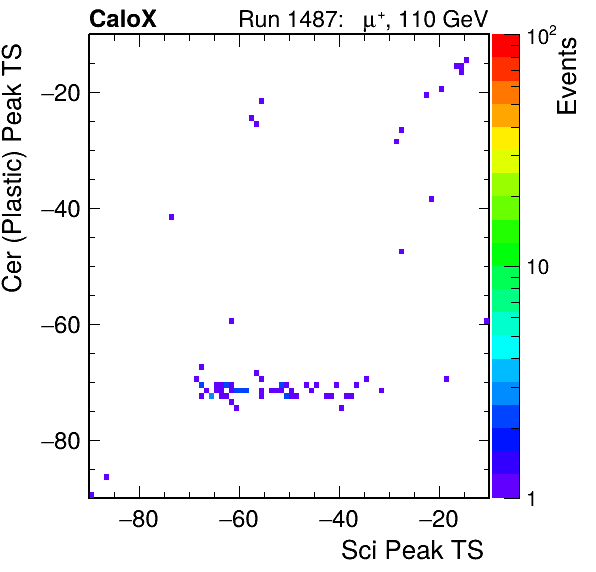 CaloX Run 1487: μ⁺, 110 GeV
Cer (Plastic) Peak TS
−20
−40
−60
−80
−80 −60 −40 −20
Sci Peak TS
10²
10
1
Events